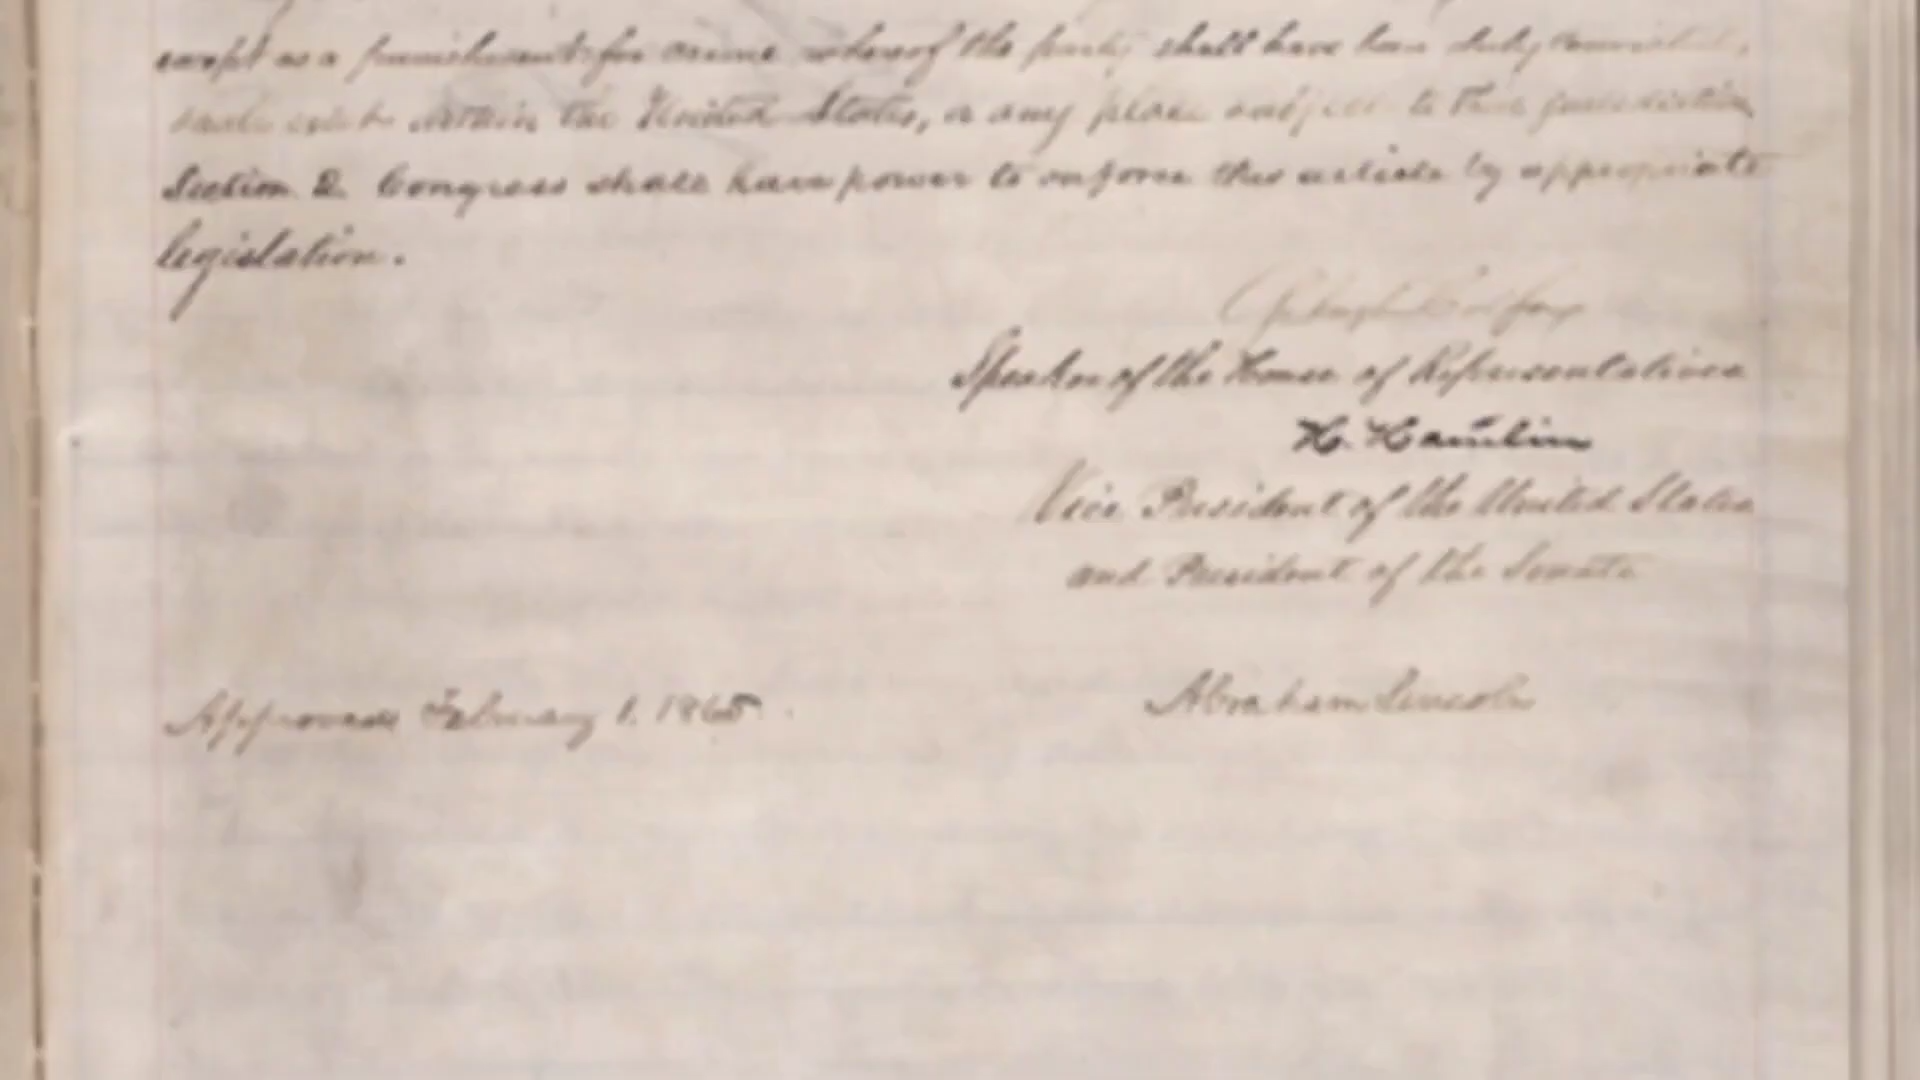 except as a punishment for crime whereof the party shall have been duly convicted,
shall exist within the United States, or any place subject to their jurisdiction
Section 2. Congress shall have power to enforce this article by appropriate
legislation.
Schuyler Colfax
Speaker of the House of Representatives
H. Hamlin
Vice President of the United States
and President of the Senate
Approved February 1. 1865.
Abraham Lincoln